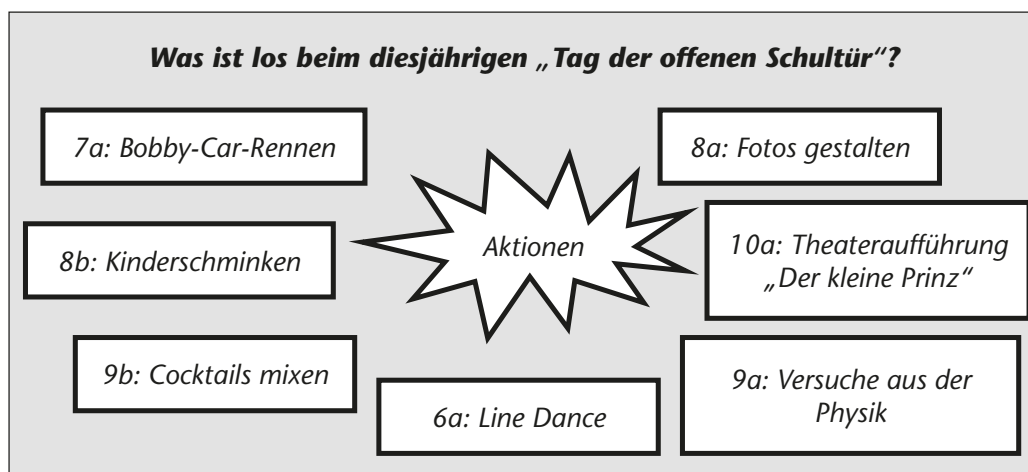 Was ist los beim diesjährigen „Tag der offenen Schultür“?
7a: Bobby-Car-Rennen
8a: Fotos gestalten
Aktionen
8b: Kinderschminken
10a: Theateraufführung
„Der kleine Prinz“
9b: Cocktails mixen
6a: Line Dance
9a: Versuche aus der
Physik